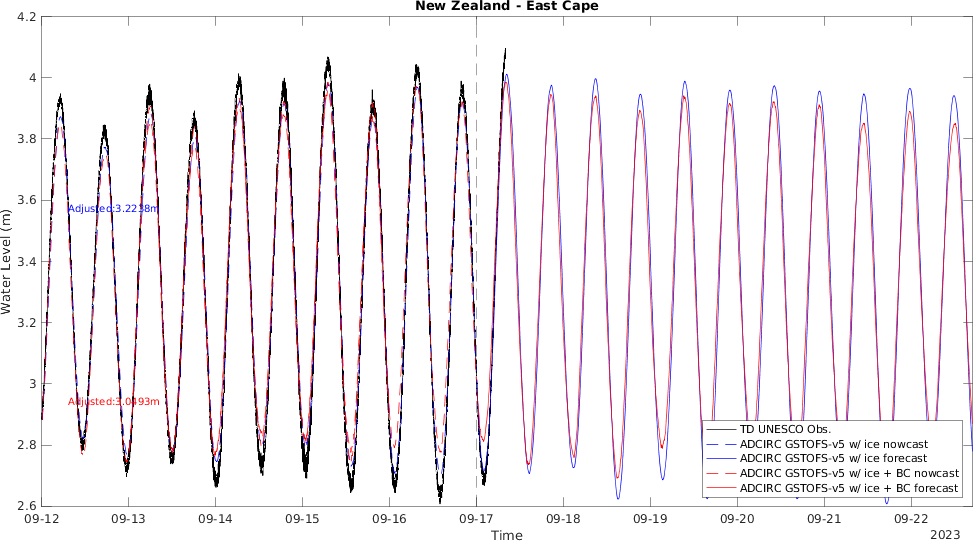 New Zealand - East Cape
4.2
4
3.8
3.6
3.4
3.2
3
2.8
2.6
Water Level (m)
Adjusted:3.2238m
Adjusted:3.0493m
TD UNESCO Obs.
ADCIRC GSTOFS-v5 w/ ice nowcast
ADCIRC GSTOFS-v5 w/ ice forecast
ADCIRC GSTOFS-v5 w/ ice + BC nowcast
ADCIRC GSTOFS-v5 w/ ice + BC forecast
09-12 09-13 09-14 09-15 09-16 09-17 09-18 09-19 09-20 09-21 09-22
Time
2023